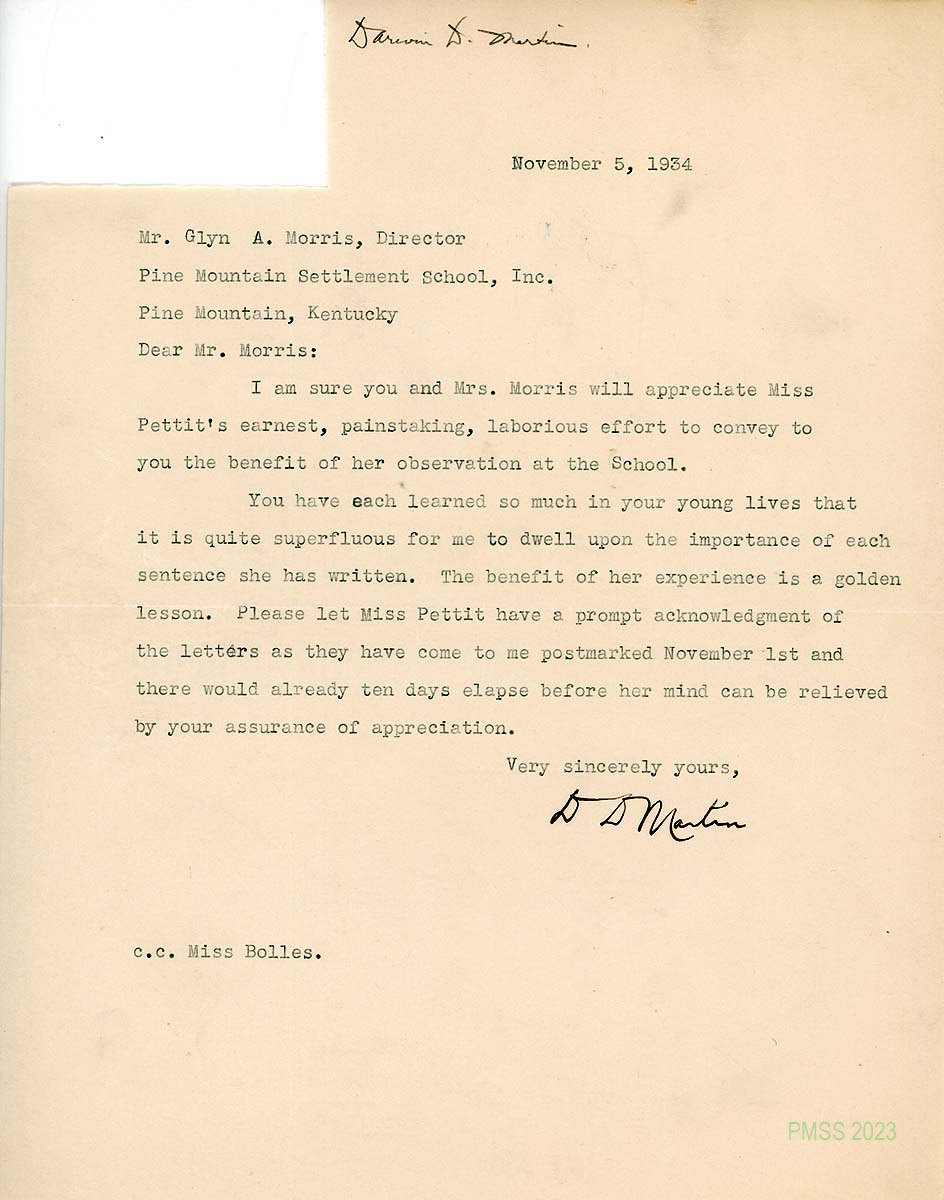 Darwin D. Martin.
November 5, 1934
Mr. Glyn A. Morris, Director
Pine Mountain Settlement School, Inc.
Pine Mountain, Kentucky
Dear Mr. Morris:
I am sure you and Mrs. Morris will appreciate Miss
Pettit's earnest, painstaking, laborious effort to convey to
you the benefit of her observation at the School.
You have each learned so much in your young lives that
it is quite superfluous for me to dwell upon the importance of each
sentence she has written. The benefit of her experience is a golden
lesson. Please let Miss Pettit have a prompt acknowledgment of
the letters as they have come to me postmarked November 1st and
there would already ten days elapse before her mind can be relieved
by your assurance of appreciation.
Very sincerely yours,
D D Martin
c.c. Miss Bolles.
PMSS 2023